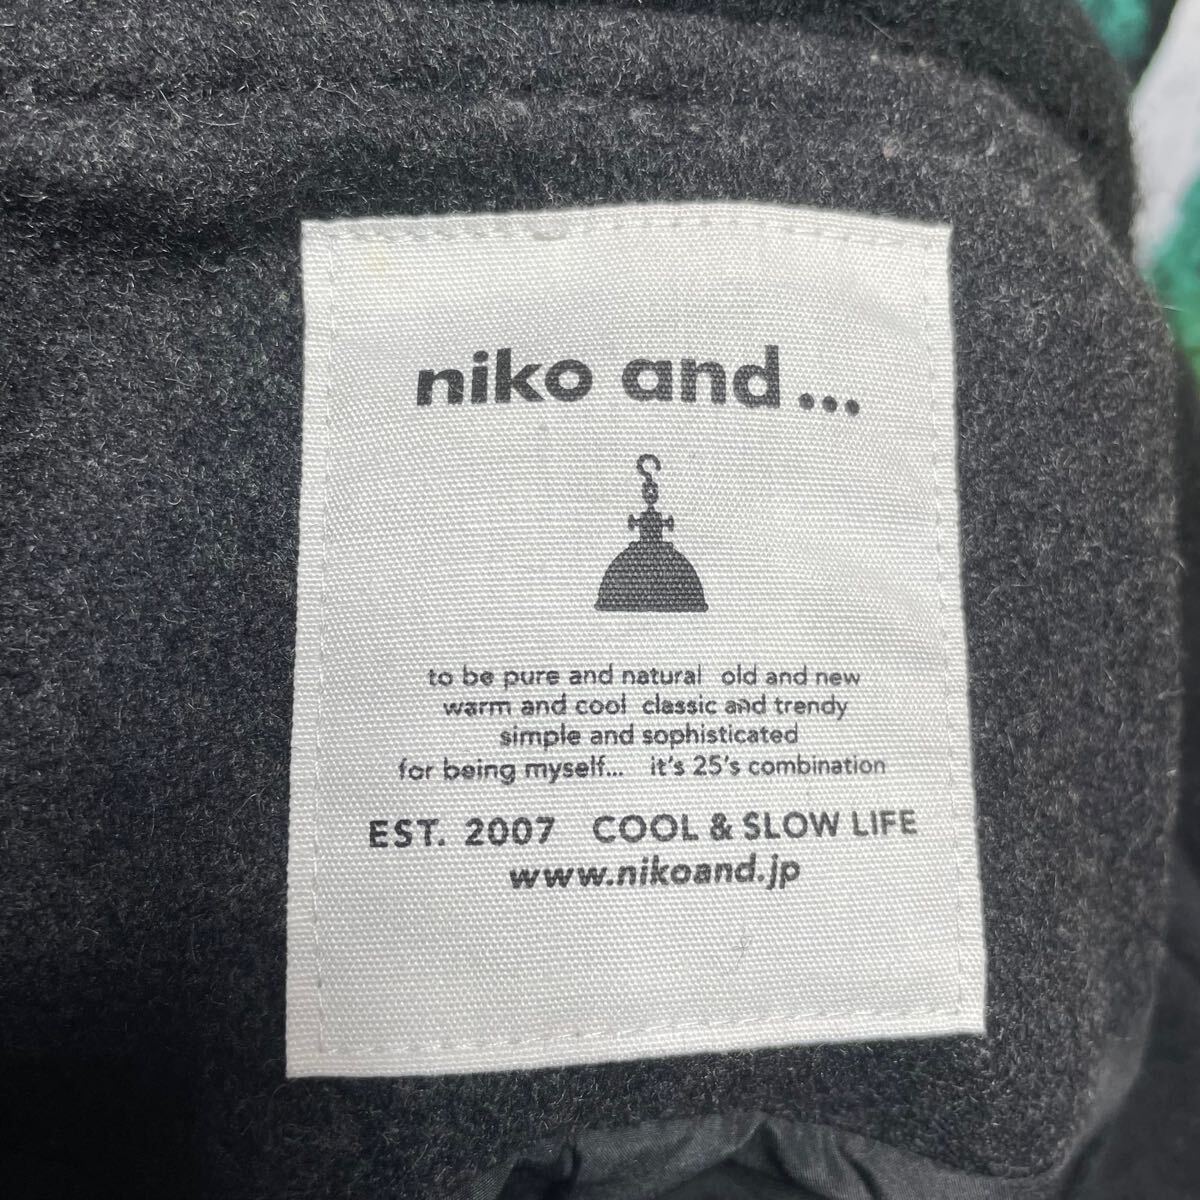 niko and...
to be pure and natural old and new
warm and cool classic and trendy
simple and sophisticated
for being myself... it's 25's combination
EST. 2007 COOL & SLOW LIFE
www.nikoand.jp